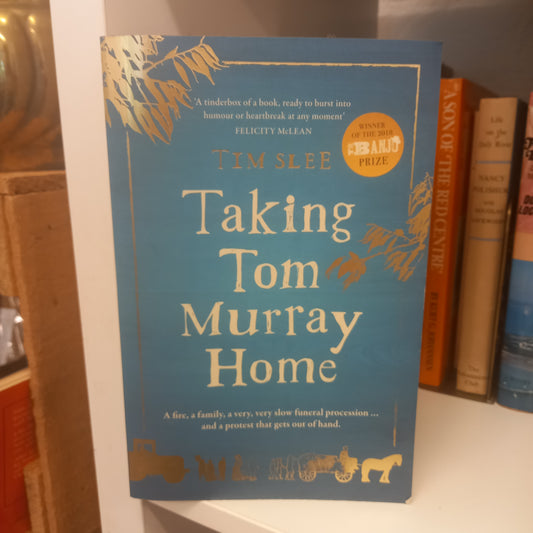 'A tinderbox of a book, ready to burst into
humour or heartbreak at any moment'
FELICITY McLEAN
TIM SLEE
WINNER OF THE 2018
BANJO
PRIZE
Taking
Tom
Murray
Home
A fire, a family, a very, very slow funeral procession ...
and a protest that gets out of hand.
'A SON OF THE RED CENTRE'
Life on
the Daly River
NANCY
POLISHUK